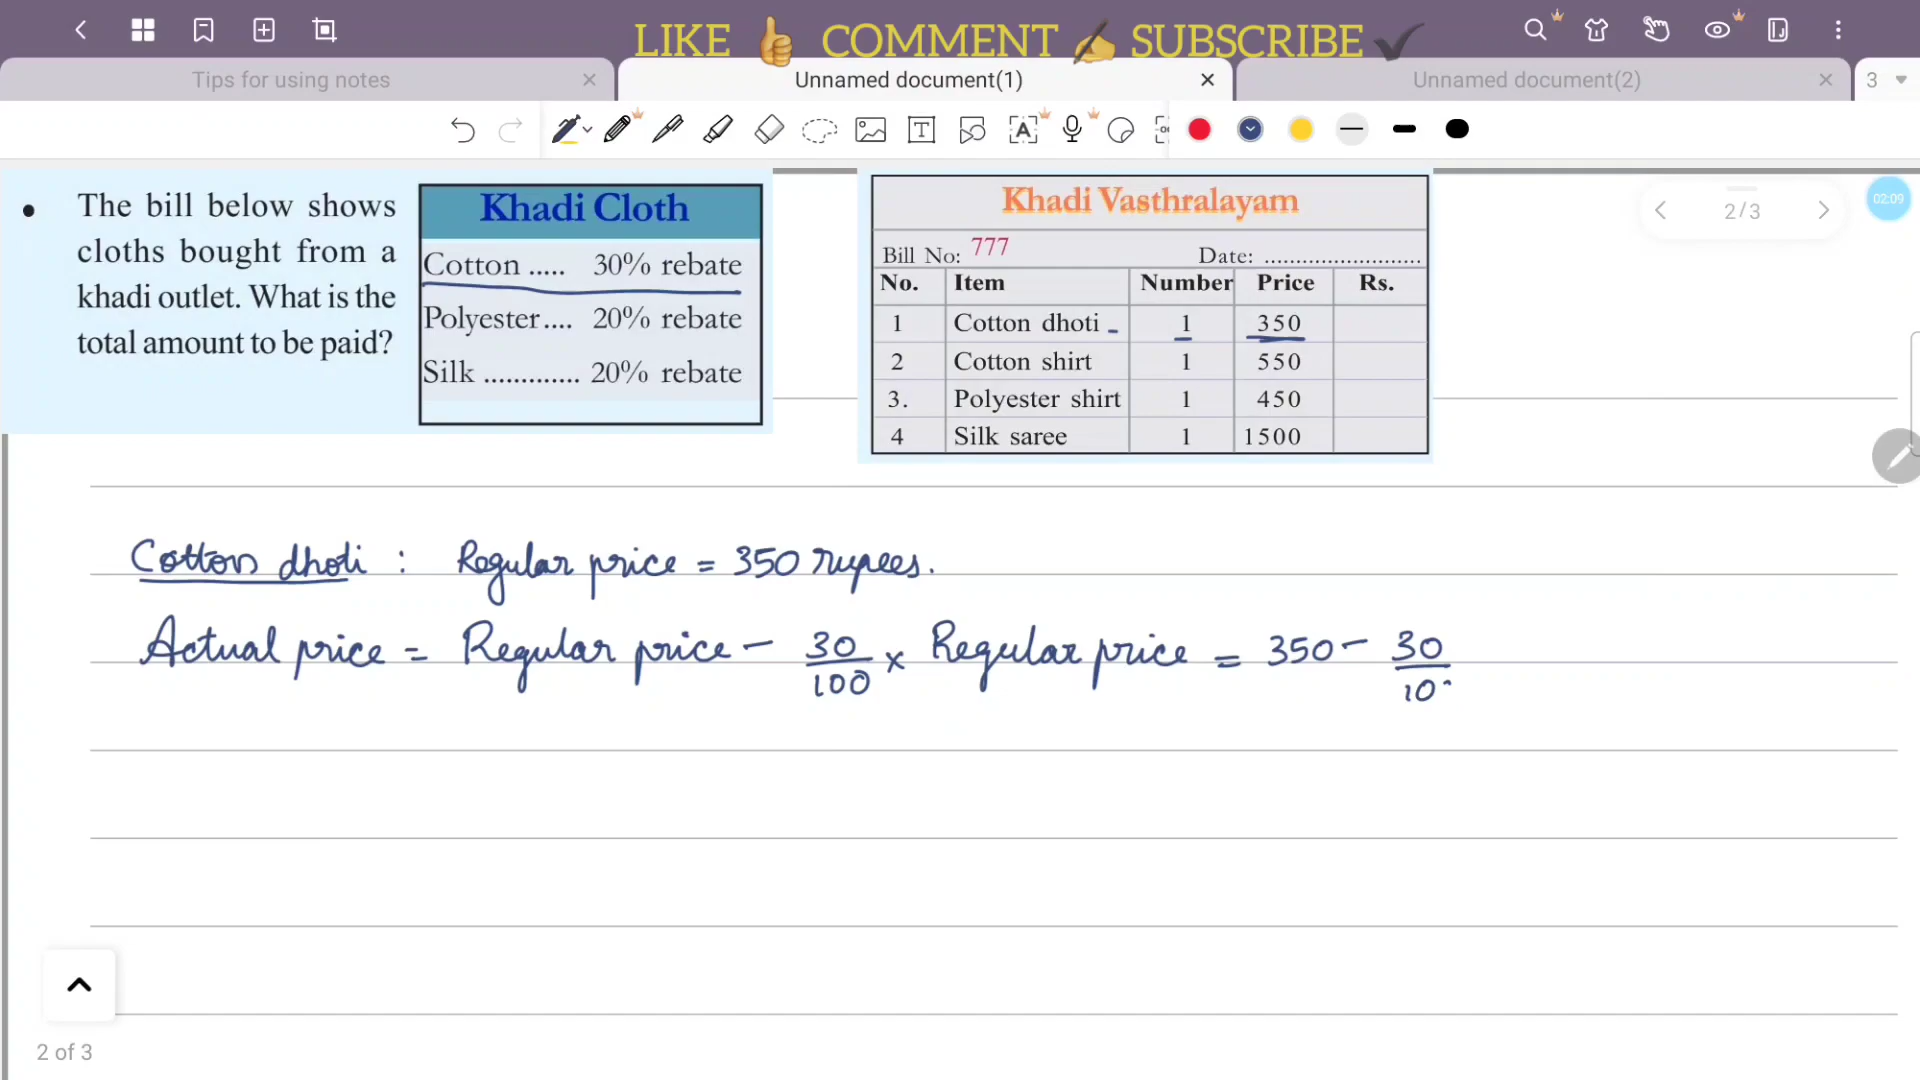 LIKE 👍 COMMENT ✍ SUBSCRIBE ✔
Tips for using notes
Unnamed document(1)
Unnamed document(2)
3
• The bill below shows
cloths bought from a
khadi outlet. What is the
total amount to be paid?
Khadi Cloth
Cotton ..... 30% rebate
Polyester.... 20% rebate
Silk ............. 20% rebate
Khadi Vasthralayam
Bill No: 777 Date: ........................
No. Item Number Price Rs.
1 Cotton dhoti 1 350
2 Cotton shirt 1 550
3. Polyester shirt 1 450
4 Silk saree 1 1500
2/3
02:09
Cotton dhoti : Regular price = 350 rupees.
Actual price = Regular price - 30/100 x Regular price = 350 - 30/10
2 of 3